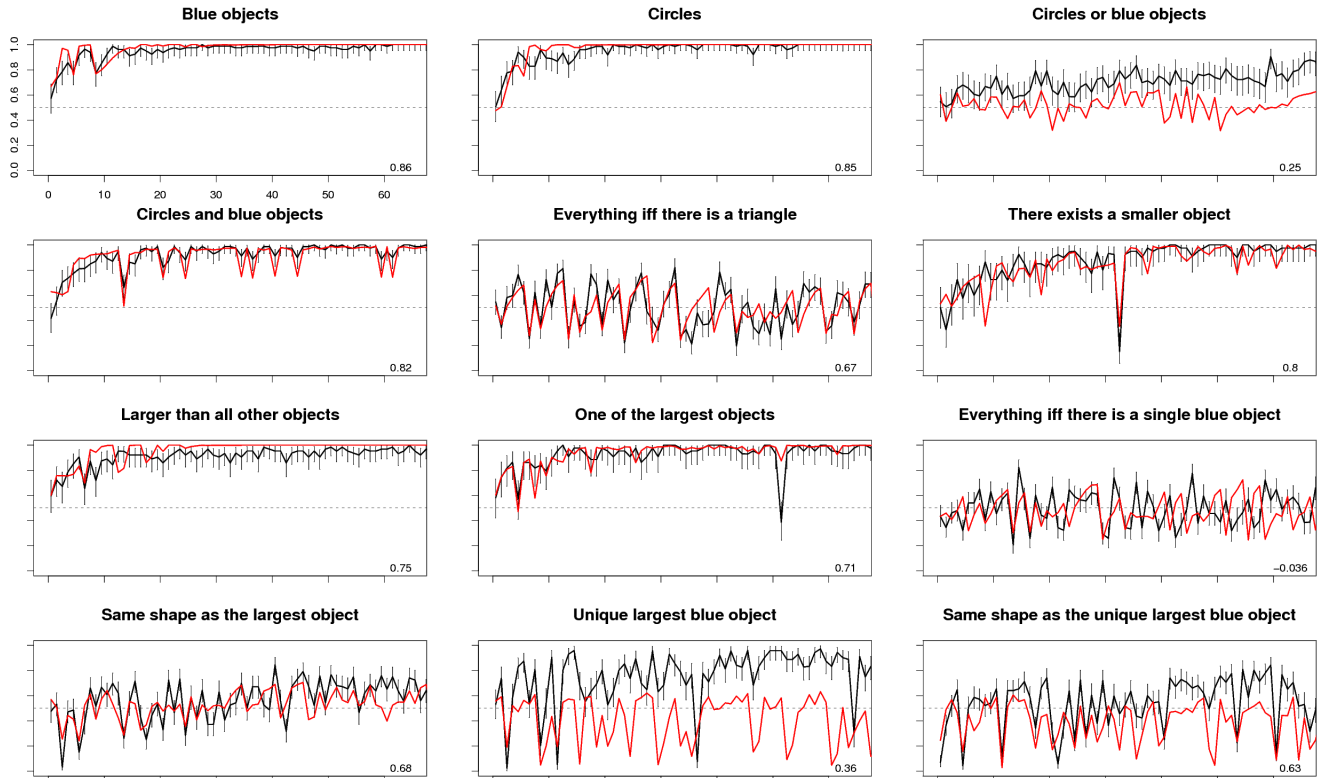 Blue objects
Circles
Circles or blue objects
0.0 0.2 0.4 0.6 0.8 1.0
0.86
0.85
0.25
0 10 20 30 40 50 60
Circles and blue objects
Everything iff there is a triangle
There exists a smaller object
0.82
0.67
0.8
Larger than all other objects
One of the largest objects
Everything iff there is a single blue object
0.75
0.71
−0.036
Same shape as the largest object
Unique largest blue object
Same shape as the unique largest blue object
0.68
0.36
0.63